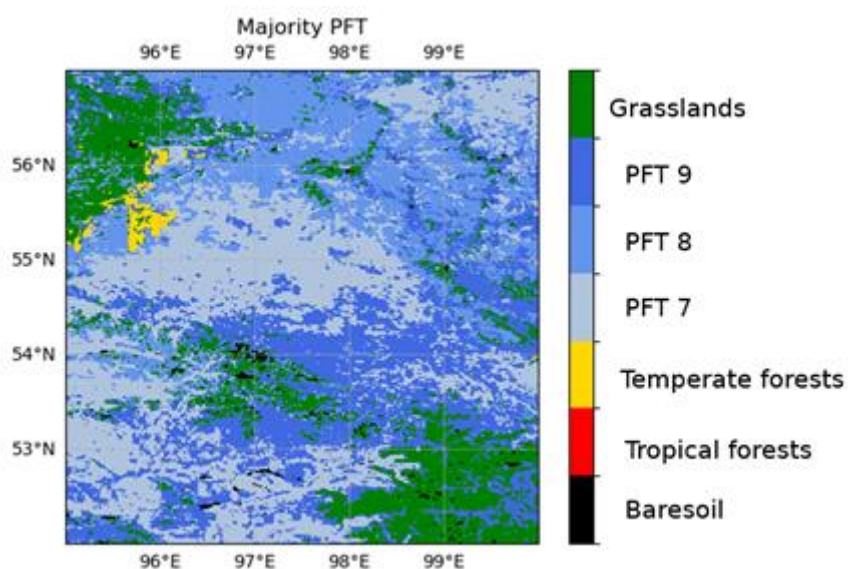 Majority PFT
96°E 97°E 98°E 99°E
56°N
55°N
54°N
53°N
96°E 97°E 98°E 99°E
Grasslands
PFT 9
PFT 8
PFT 7
Temperate forests
Tropical forests
Baresoil